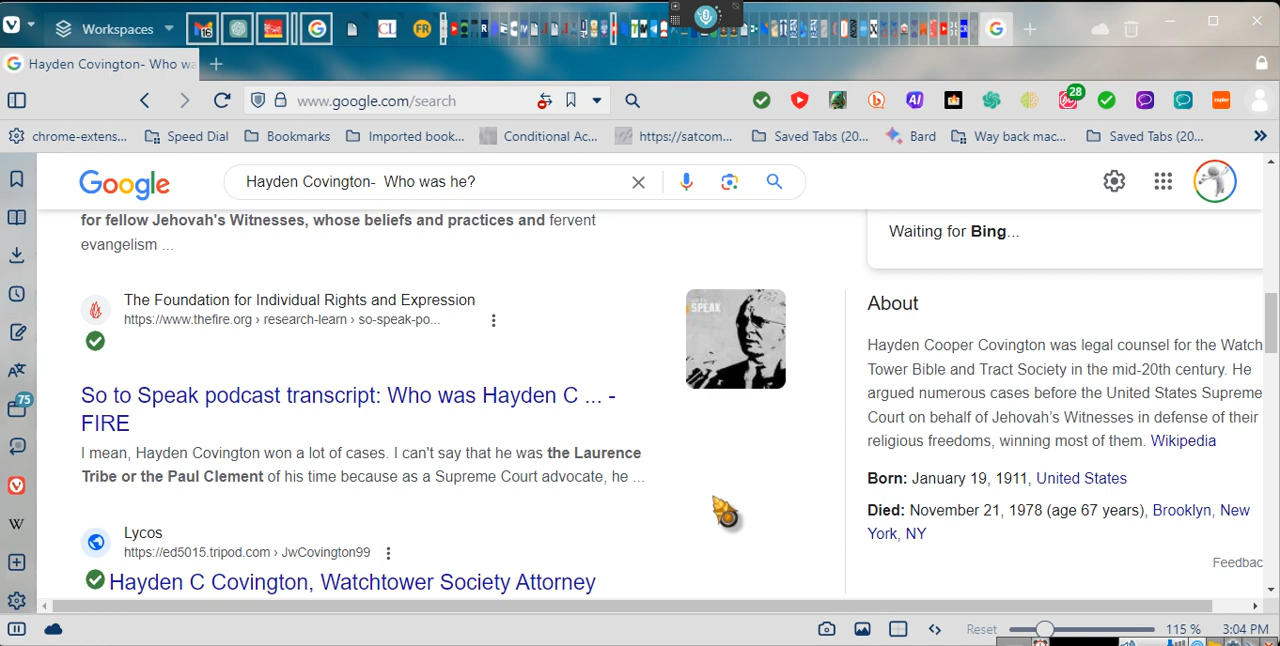 16
CL
FR
Workspaces
Hayden Covington- Who wa
www.google.com/search
AI
28
zapier
chrome-extens...
Speed Dial
Bookmarks
Imported book...
Conditional Ac...
https://satcom...
Saved Tabs (20...
Bard
Way back mac...
Saved Tabs (20...
Google
Hayden Covington- Who was he?
for fellow Jehovah's Witnesses, whose beliefs and practices and fervent
evangelism ...
The Foundation for Individual Rights and Expression
https://www.thefire.org › research-learn › so-speak-po...
SPEAK
So to Speak podcast transcript: Who was Hayden C ... -
FIRE
I mean, Hayden Covington won a lot of cases. I can't say that he was the Laurence
Tribe or the Paul Clement of his time because as a Supreme Court advocate, he ...
Lycos
https://ed5015.tripod.com › JwCovington99
Hayden C Covington, Watchtower Society Attorney
Waiting for Bing...
About
Hayden Cooper Covington was legal counsel for the Watch
Tower Bible and Tract Society in the mid-20th century. He
argued numerous cases before the United States Supreme
Court on behalf of Jehovah's Witnesses in defense of their
religious freedoms, winning most of them. Wikipedia
Born: January 19, 1911, United States
Died: November 21, 1978 (age 67 years), Brooklyn, New
York, NY
Feedbac
75
W
Reset
115 %
3:04 PM